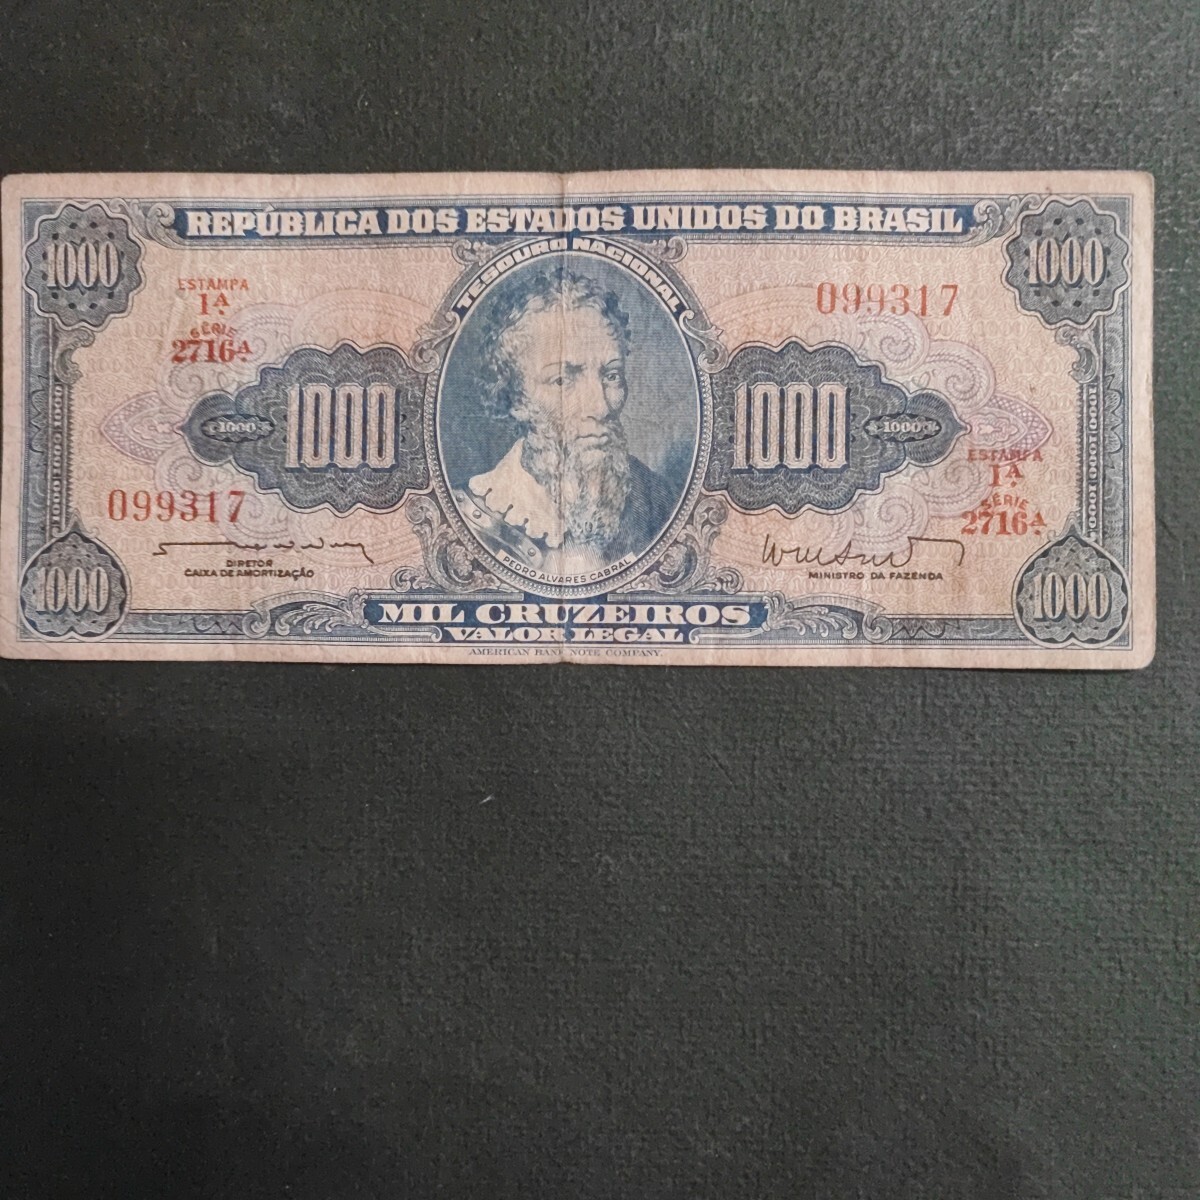 REPÚBLICA DOS ESTADOS UNIDOS DO BRASIL
1000
1000
TESOURO NACIONAL
ESTAMPA
1ª
SÉRIE
2716ª
099317
1000
1000
1000
1000
ESTAMPA
1ª
SÉRIE
2716ª
099317
DIRETOR
CAIXA DE AMORTIZAÇÃO
PEDRO ALVARES CABRAL
MINISTRO DA FAZENDA
1000
1000
MIL CRUZEIROS
VALOR LEGAL
AMERICAN BANK NOTE COMPANY.